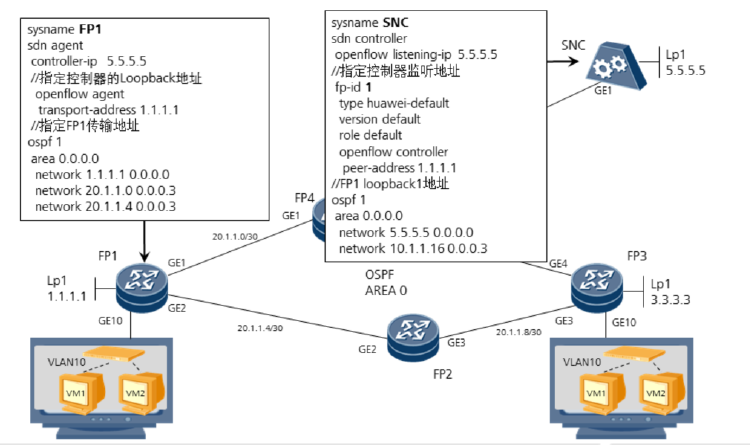 sysname FP1
sdn agent
controller-ip 5.5.5.5
//指定控制器的Loopback地址
openflow agent
transport-address 1.1.1.1
//指定FP1传输地址
ospf 1
area 0.0.0.0
network 1.1.1.1 0.0.0.0
network 20.1.1.0 0.0.0.3
network 20.1.1.4 0.0.0.3
sysname SNC
sdn controller
openflow listening-ip 5.5.5.5
//指定控制器监听地址
fp-id 1
type huawei-default
version default
role default
openflow controller
peer-address 1.1.1.1
//FP1 loopback1地址
ospf 1
area 0.0.0.0
network 5.5.5.5 0.0.0.0
network 10.1.1.16 0.0.0.3
SNC
Lp1
5.5.5.5
GE1
FP4
GE1
20.1.1.0/30
FP1
GE1
Lp1
1.1.1.1
GE2
GE10
OSPF
AREA 0
GE4
FP3
Lp1
3.3.3.3
GE3
GE10
20.1.1.4/30
GE2
GE3
20.1.1.8/30
FP2
VLAN10
VM1
VM2
VLAN10
VM1
VM2